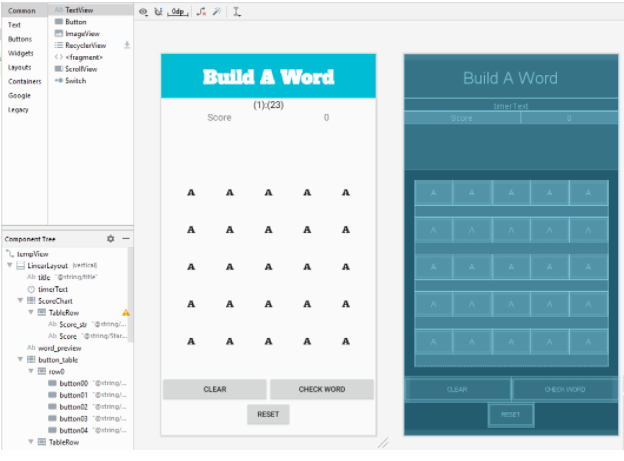 Common
Text
Buttons
Widgets
Layouts
Containers
Google
Legacy
Ab TextView
Button
ImageView
RecyclerView
<> <fragment>
ScrollView
Switch
0dp
Component Tree
tempView
LinearLayout (vertical)
Ab title "@string/title"
timerText
ScoreChart
TableRow
Ab Score_str "@string/...
Ab Score "@string/Star...
Ab word_preview
button_table
row0
button00 "@string/...
button01 "@string/...
button02 "@string/...
button03 "@string/...
button04 "@string/...
TableRow
Build A Word
(1):(23)
Score 0
A A A A A
A A A A A
A A A A A
A A A A A
A A A A A
CLEAR CHECK WORD
RESET
Build A Word
timerText
Score 0
A A A A A
A A A A A
A A A A A
A A A A A
A A A A A
CLEAR CHECK WORD
RESET